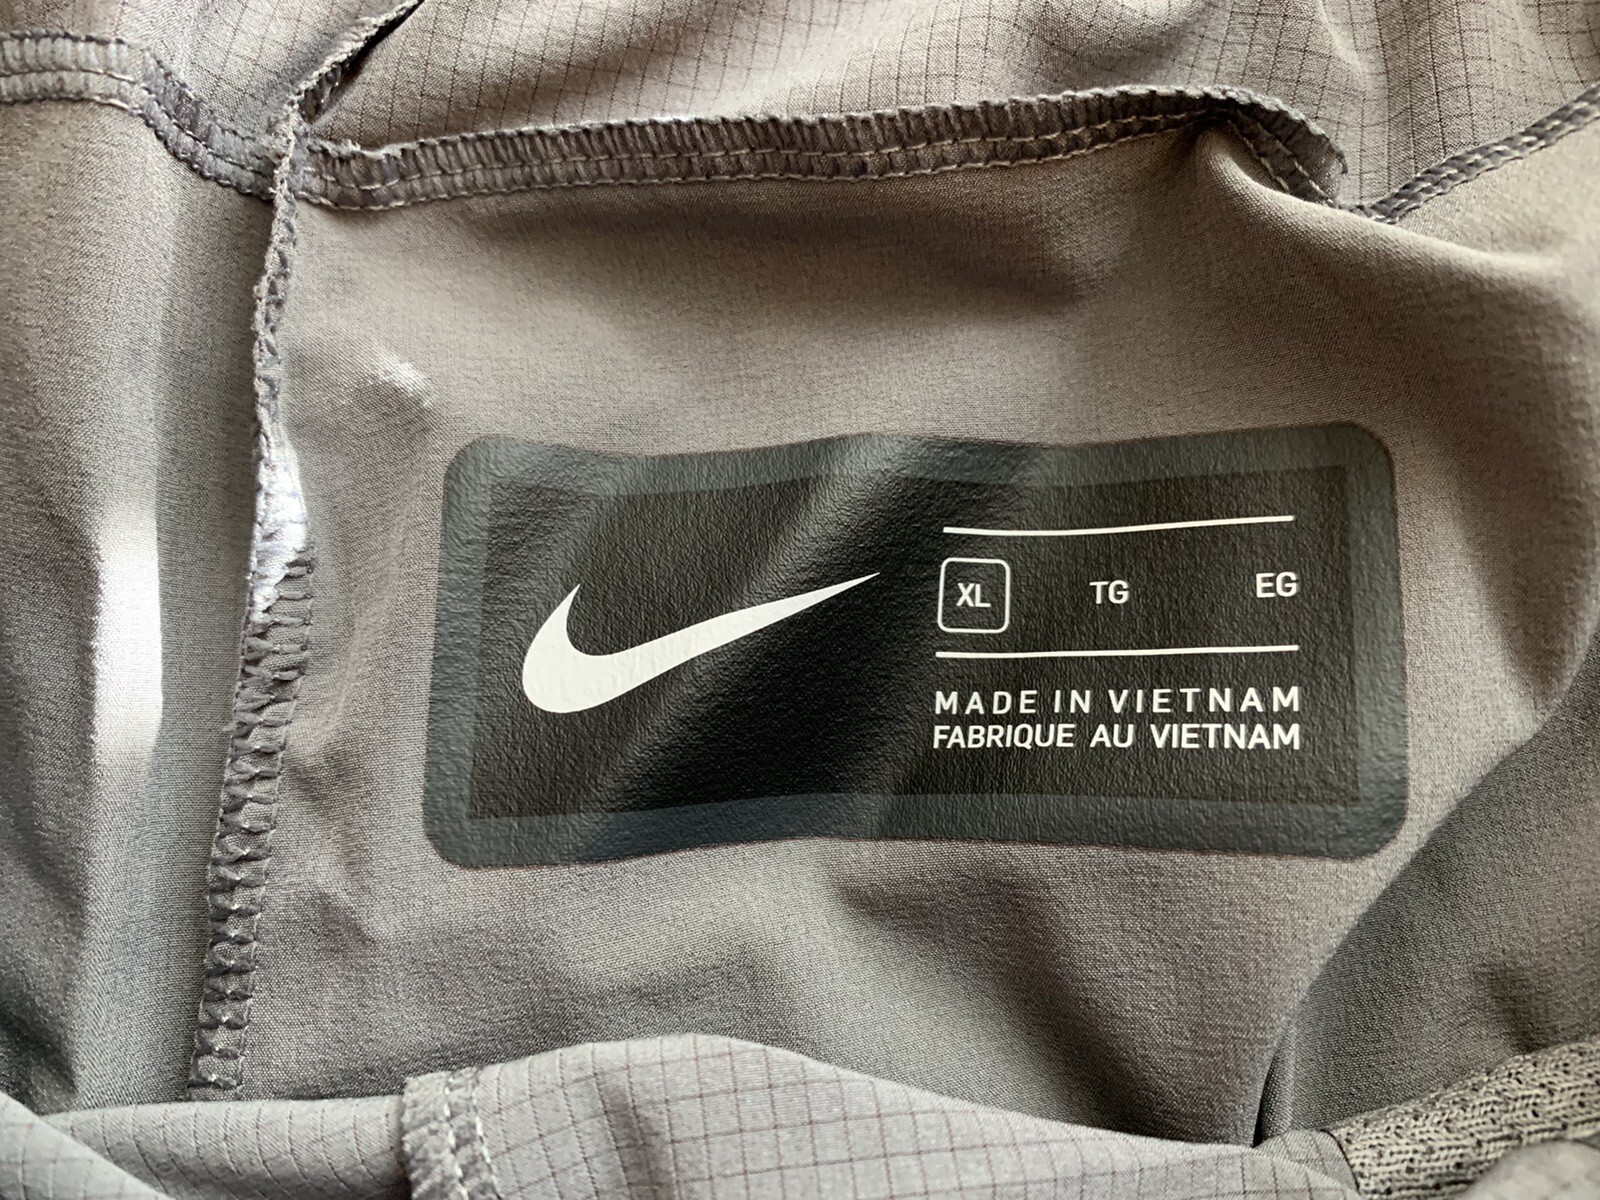 XL TG EG
MADE IN VIETNAM
FABRIQUE AU VIETNAM